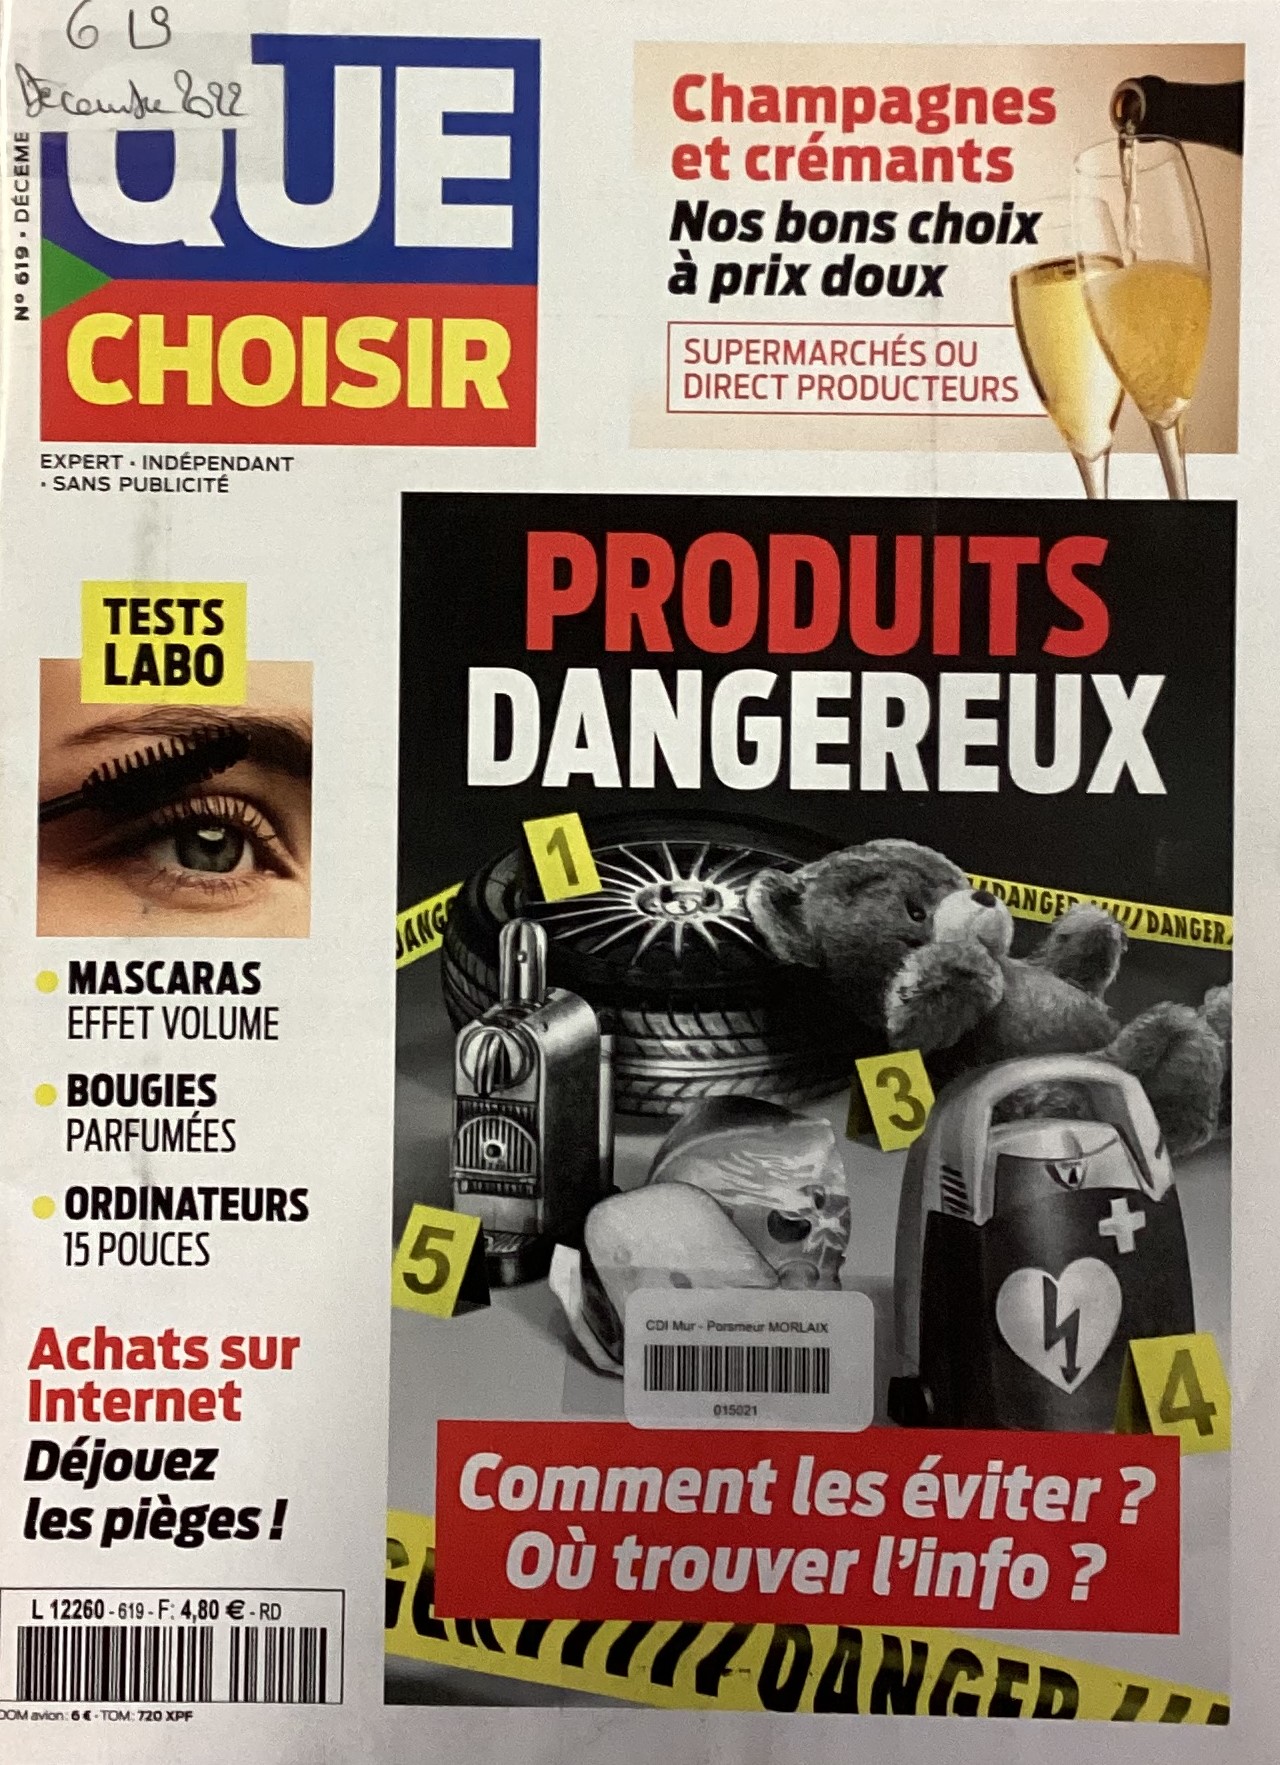 619
Décembre 2022
QUE
CHOISIR
N° 619 · DÉCEM
EXPERT · INDÉPENDANT
· SANS PUBLICITÉ
Champagnes
et crémants
Nos bons choix
à prix doux
SUPERMARCHÉS OU
DIRECT PRODUCTEURS
TESTS
LABO
MASCARAS
EFFET VOLUME
BOUGIES
PARFUMÉES
ORDINATEURS
15 POUCES
Achats sur
Internet
Déjouez
les pièges !
PRODUITS
DANGEREUX
1
DANGE
DANGER ///// DANGER
3
5
4
CDI Mur - Porsmeur MORLAIX
015021
Comment les éviter ?
Où trouver l'info ?
GER///////DANGER ///
L 12260 - 619 - F: 4,80 € - RD
DOM avion : 6 € - TOM : 720 XPF